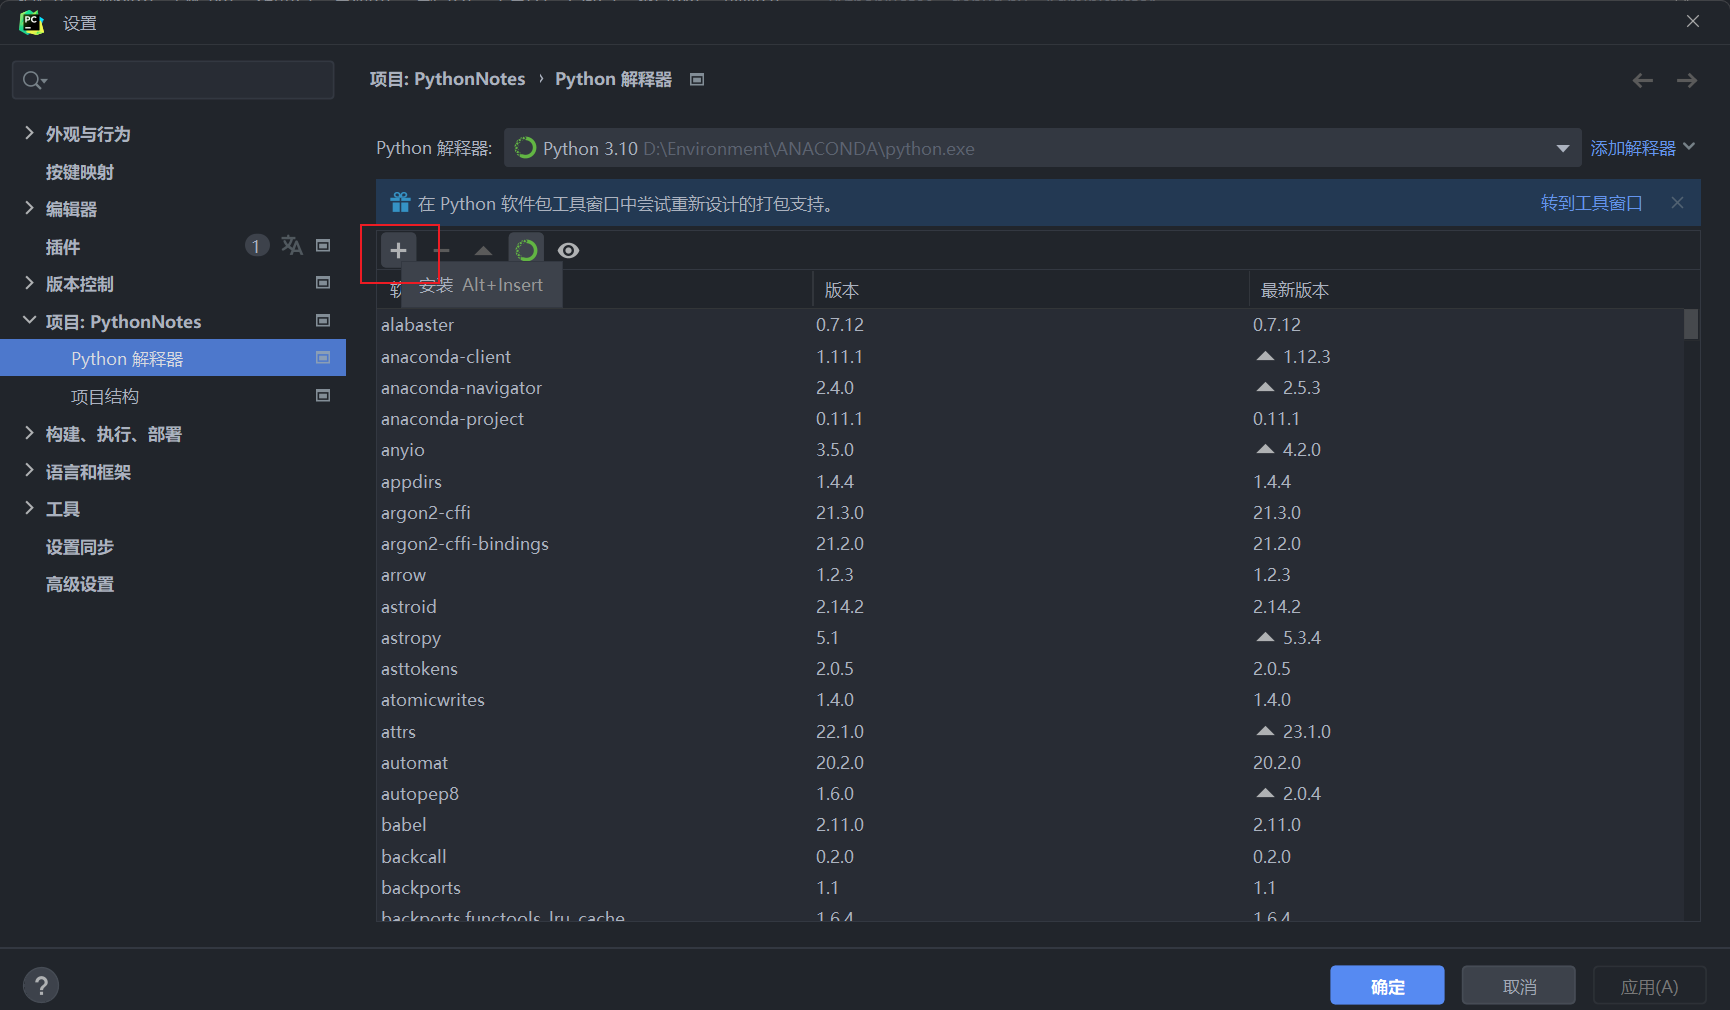 PC 设置
项目: PythonNotes › Python 解释器
外观与行为
按键映射
编辑器
插件 1
版本控制
项目: PythonNotes
Python 解释器
项目结构
构建、执行、部署
语言和框架
工具
设置同步
高级设置
Python 解释器: Python 3.10 D:\Environment\ANACONDA\python.exe 添加解释器
在 Python 软件包工具窗口中尝试重新设计的打包支持。 转到工具窗口
安装 Alt+Insert
版本 最新版本
alabaster 0.7.12 0.7.12
anaconda-client 1.11.1 1.12.3
anaconda-navigator 2.4.0 2.5.3
anaconda-project 0.11.1 0.11.1
anyio 3.5.0 4.2.0
appdirs 1.4.4 1.4.4
argon2-cffi 21.3.0 21.3.0
argon2-cffi-bindings 21.2.0 21.2.0
arrow 1.2.3 1.2.3
astroid 2.14.2 2.14.2
astropy 5.1 5.3.4
asttokens 2.0.5 2.0.5
atomicwrites 1.4.0 1.4.0
attrs 22.1.0 23.1.0
automat 20.2.0 20.2.0
autopep8 1.6.0 2.0.4
babel 2.11.0 2.11.0
backcall 0.2.0 0.2.0
backports 1.1 1.1
backports.functools_lru_cache 1.6.4 1.6.4
? 确定 取消 应用(A)